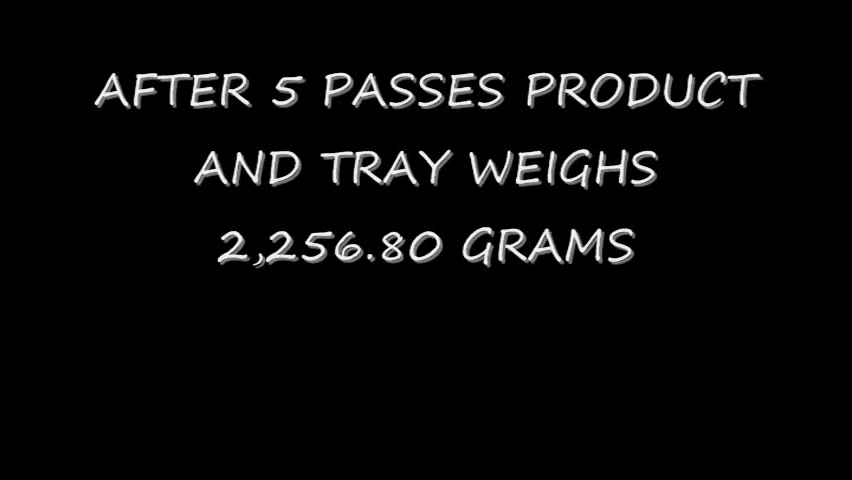 AFTER 5 PASSES PRODUCT
AND TRAY WEIGHS
2,256.80 GRAMS